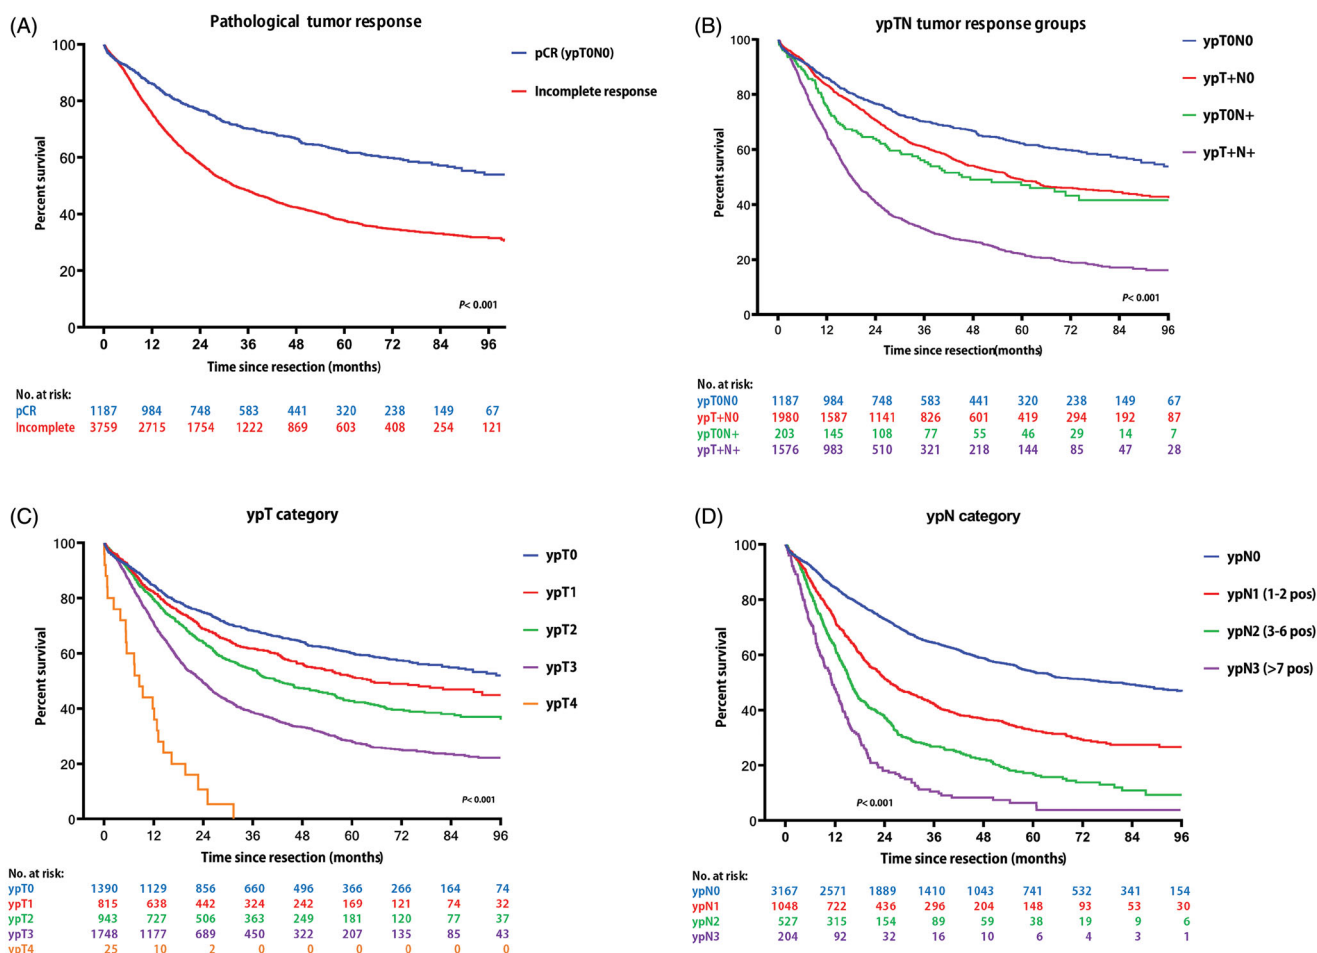 (A)
Pathological tumor response
100
80
60
40
20
0
Percent survival
pCR (ypT0N0)
Incomplete response
P< 0.001
0 12 24 36 48 60 72 84 96
Time since resection (months)
No. at risk:
pCR 1187 984 748 583 441 320 238 149 67
Incomplete 3759 2715 1754 1222 869 603 408 254 121
(B)
ypTN tumor response groups
100
80
60
40
20
0
Percent survival
ypT0N0
ypT+N0
ypT0N+
ypT+N+
P< 0.001
0 12 24 36 48 60 72 84 96
Time since resection(months)
No. at risk:
ypT0N0 1187 984 748 583 441 320 238 149 67
ypT+N0 1980 1587 1141 826 601 419 294 192 87
ypT0N+ 203 145 108 77 55 46 29 14 7
ypT+N+ 1576 983 510 321 218 144 85 47 28
(C)
ypT category
100
80
60
40
20
0
Percent survival
ypT0
ypT1
ypT2
ypT3
ypT4
P< 0.001
0 12 24 36 48 60 72 84 96
Time since resection (months)
No. at risk:
ypT0 1390 1129 856 660 496 366 266 164 74
ypT1 815 638 442 324 242 169 121 74 32
ypT2 943 727 506 363 249 181 120 77 37
ypT3 1748 1177 689 450 322 207 135 85 43
ypT4 25 10 2 0 0 0 0 0 0
(D)
ypN category
100
80
60
40
20
0
Percent survival
ypN0
ypN1 (1-2 pos)
ypN2 (3-6 pos)
ypN3 (>7 pos)
P< 0.001
0 12 24 36 48 60 72 84 96
Time since resection (months)
No. at risk:
ypN0 3167 2571 1889 1410 1043 741 532 341 154
ypN1 1048 722 436 296 204 148 93 53 30
ypN2 527 315 154 89 59 38 19 9 6
ypN3 204 92 32 16 10 6 4 3 1